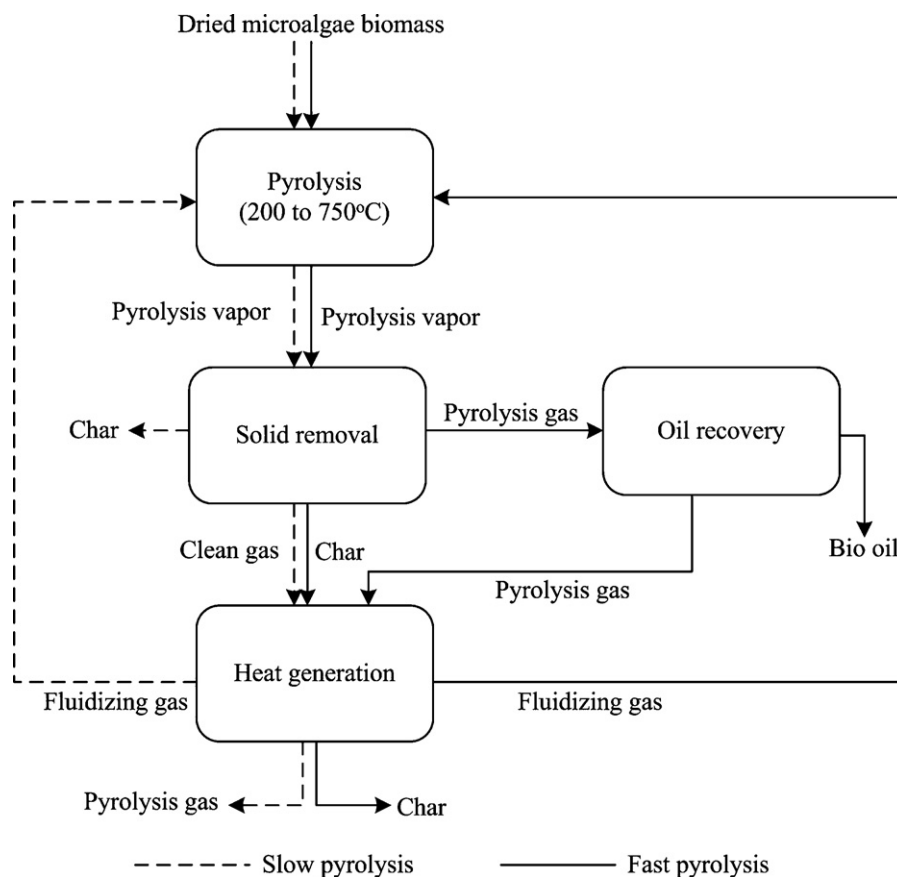 Dried microalgae biomass
Pyrolysis
(200 to 750°C)
Pyrolysis vapor
Pyrolysis vapor
Char
Solid removal
Pyrolysis gas
Oil recovery
Clean gas
Char
Bio oil
Pyrolysis gas
Heat generation
Fluidizing gas
Fluidizing gas
Pyrolysis gas
Char
Slow pyrolysis
Fast pyrolysis